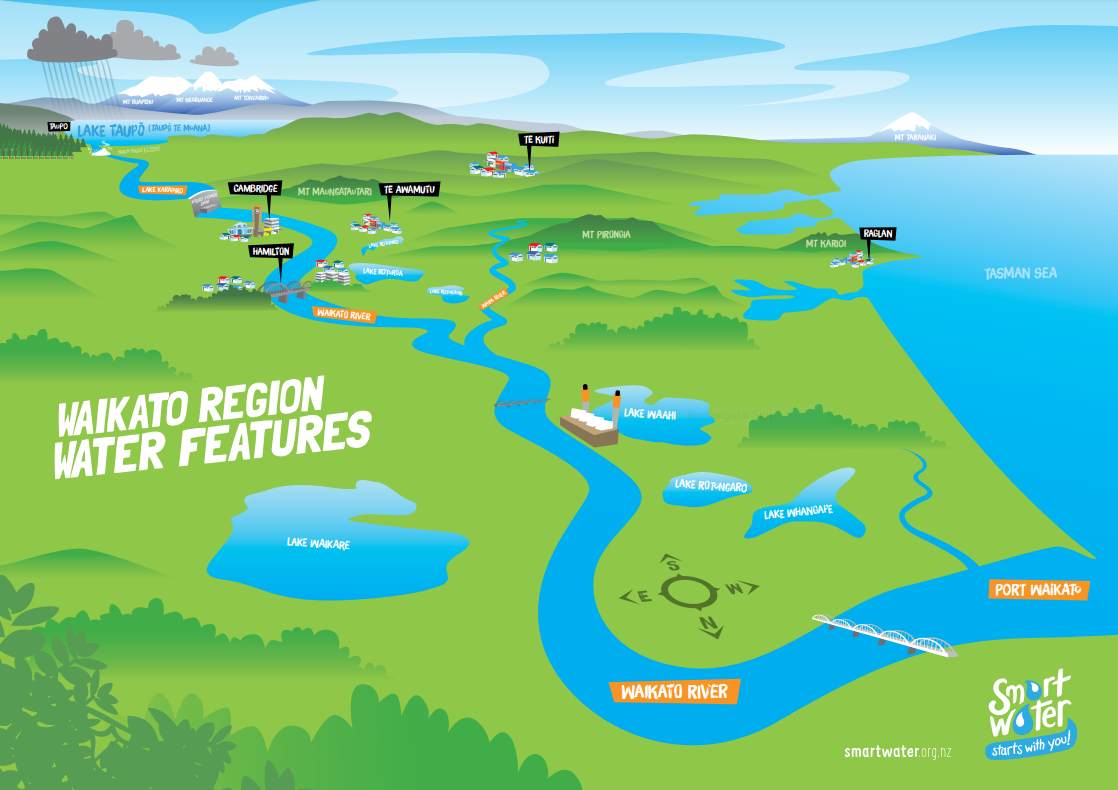 MT RUAPEHU
MT NGAURUHOE
MT TONGARIRO
TAUPŌ
LAKE TAUPŌ (TAUPŌ TE MOANA)
MT TARANAKI
TE KUITI
LAKE KARAPIRO
CAMBRIDGE
MT MAUNGATAUTARI
TE AWAMUTU
MT PIRONGIA
MT KARIOI
RAGLAN
HAMILTON
LAKE ROTOROA
TASMAN SEA
WAIPA RIVER
WAIKATO RIVER
WAIKATO REGION
WATER FEATURES
LAKE WAAHI
LAKE ROTONGARO
LAKE WHANGAPE
LAKE WAIKARE
S
E
W
N
PORT WAIKATO
WAIKATO RIVER
Smart
Water
starts with you!
smartwater.org.nz